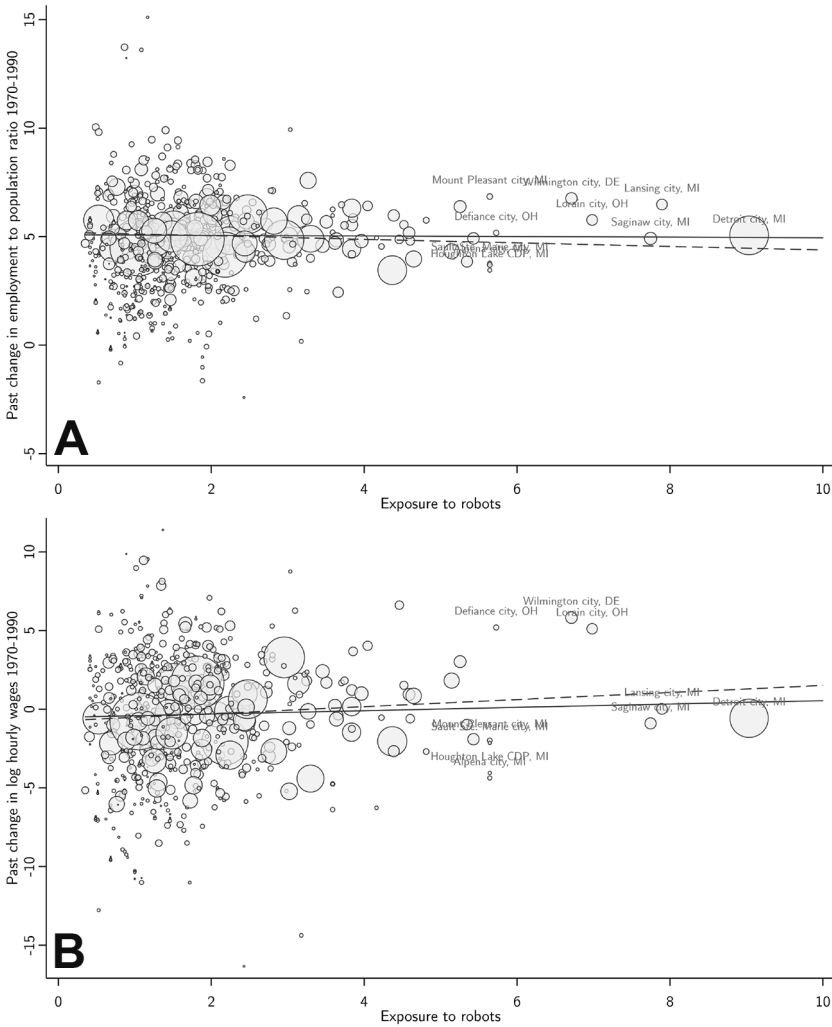 Past change in employment to population ratio 1970-1990
15
10
5
0
-5
Mount Pleasant city, MI
Wilmington city, DE
Lansing city, MI
Lorain city, OH
Defiance city, OH
Saginaw city, MI
Detroit city, MI
Houghton Lake CDP, MI
A
0 2 4 6 8 10
Exposure to robots
Past change in log hourly wages 1970-1990
10
5
0
-5
-10
-15
Wilmington city, DE
Defiance city, OH
Lorain city, OH
Lansing city, MI
Detroit city, MI
Saginaw city, MI
Mount Pleasant city, MI
Sault Ste. Marie city, MI
Houghton Lake CDP, MI
Alpena city, MI
B
0 2 4 6 8 10
Exposure to robots